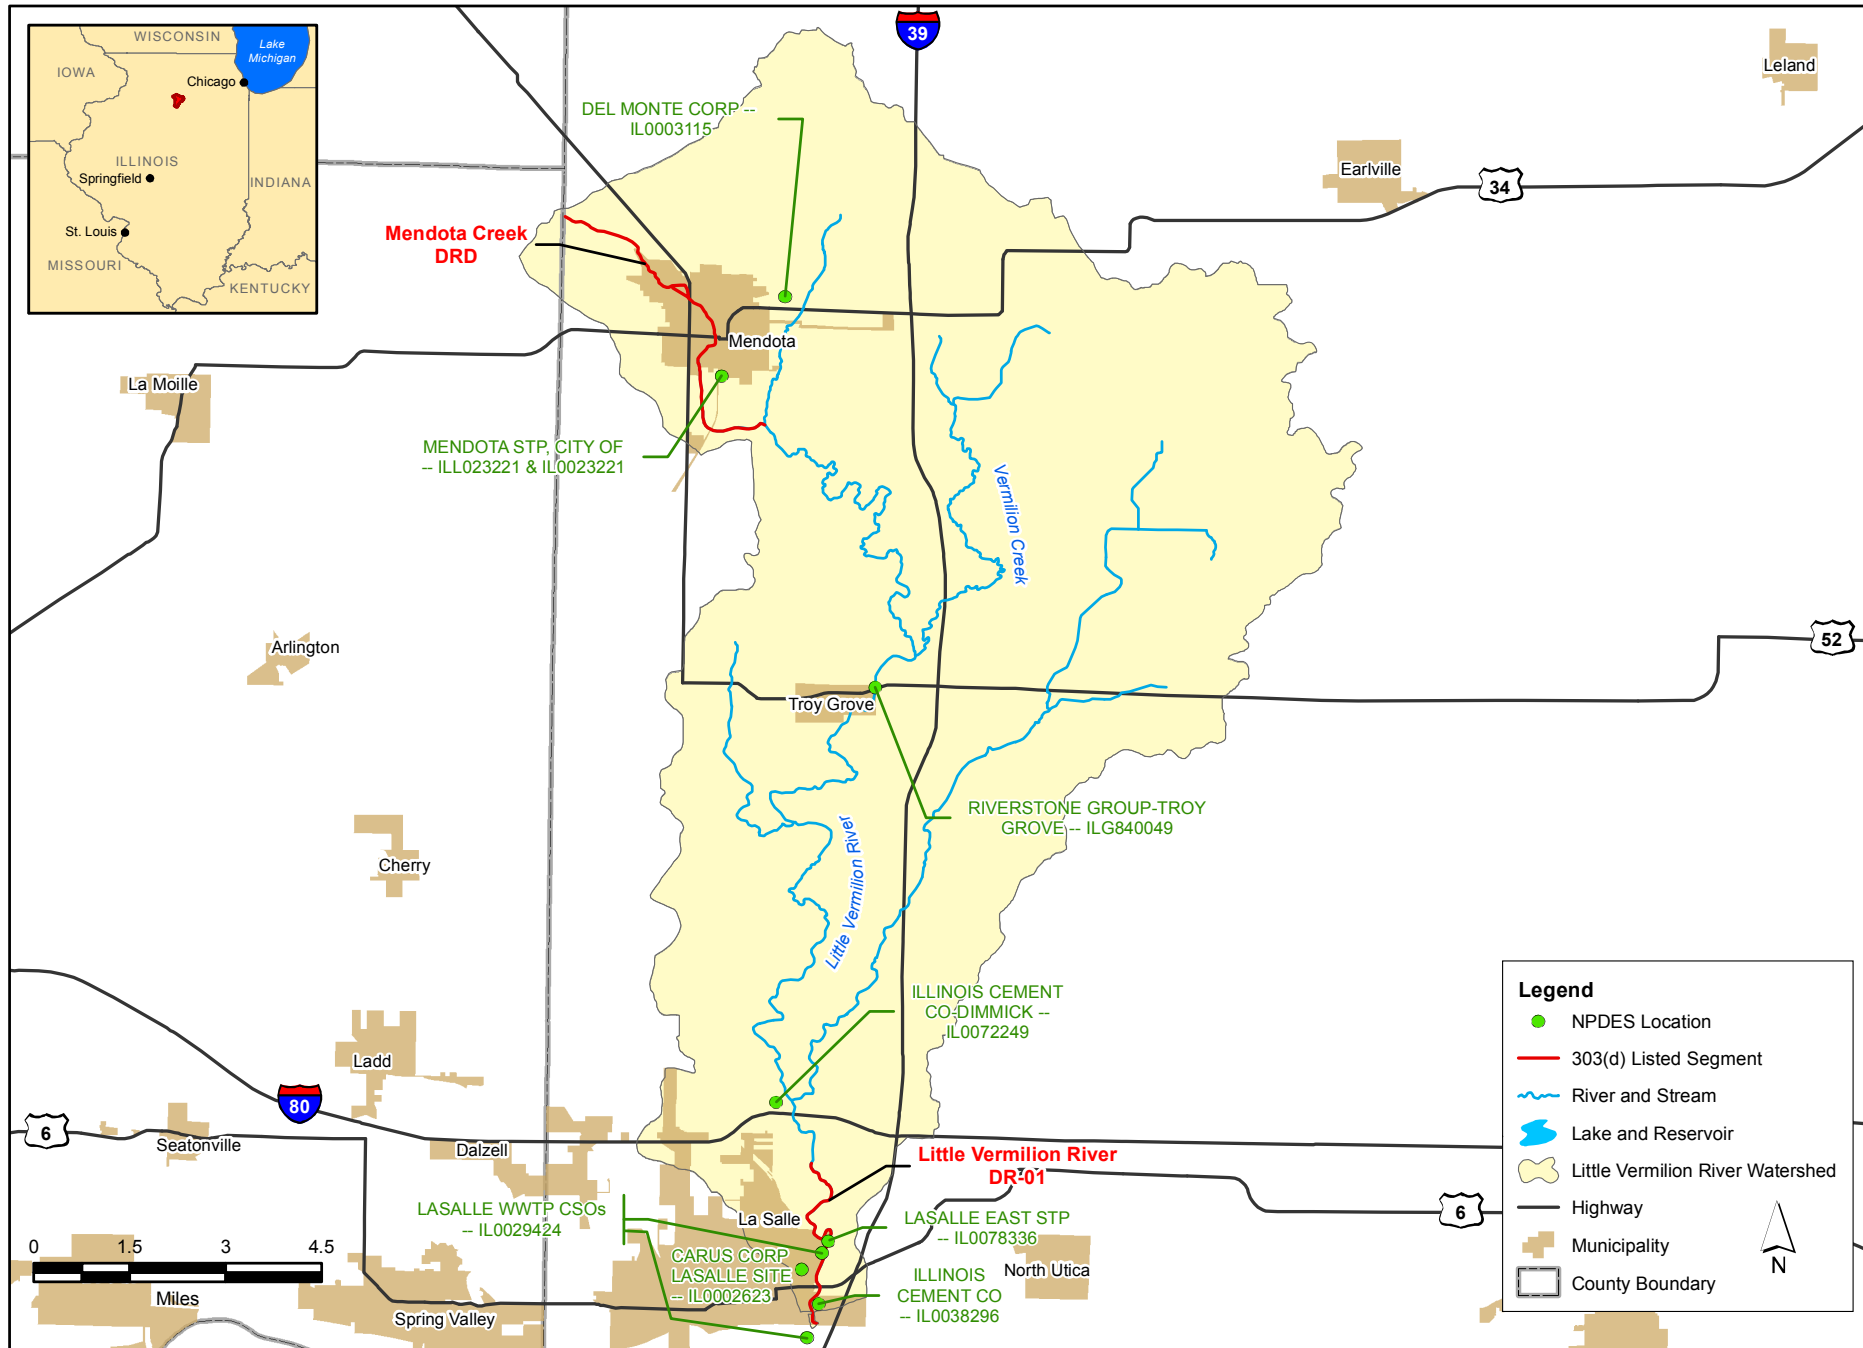 WISCONSIN
Lake
Michigan
IOWA
Chicago
ILLINOIS
Springfield
INDIANA
St. Louis
MISSOURI
KENTUCKY
39
Leland
DEL MONTE CORP --
IL0003115
Earlville
34
Mendota Creek
DRD
Mendota
La Moille
MENDOTA STP, CITY OF
-- ILL023221 & IL0023221
Vermilion Creek
Arlington
52
Troy Grove
RIVERSTONE GROUP-TROY
GROVE -- ILG840049
Cherry
Little Vermilion River
ILLINOIS CEMENT
CO-DIMMICK --
IL0072249
Ladd
80
6
Seatonville
Dalzell
Little Vermilion River
DR-01
LASALLE WWTP CSOs
-- IL0029424
La Salle
LASALLE EAST STP
-- IL0078336
6
CARUS CORP
LASALLE SITE
-- IL0002623
ILLINOIS
CEMENT CO
-- IL0038296
North Utica
0 1.5 3 4.5
Miles
Spring Valley
Legend
NPDES Location
303(d) Listed Segment
River and Stream
Lake and Reservoir
Little Vermilion River Watershed
Highway
Municipality
County Boundary
N